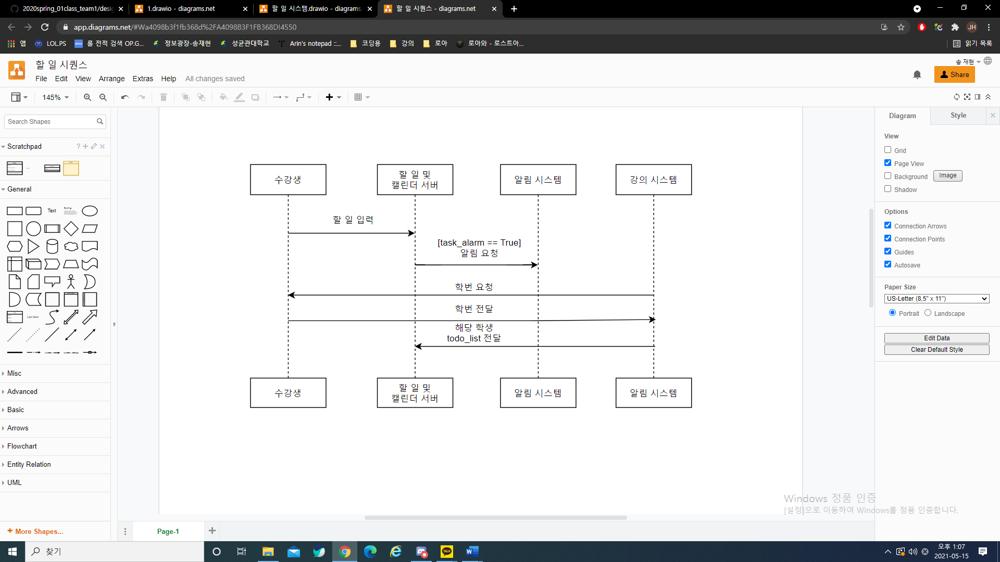 2020spring_01class_team1/desi
1.drawio - diagrams.net
할 일 시스템.drawio - diagrams.
할 일 시퀀스 - diagrams.net
app.diagrams.net/#Wa4098b3f1fb368d%2FA4098B3F1FB368D!4550
JH
앱
LOL.PS
롤 전적 검색 OP.G...
정보광장-송재현
성균관대학교
Arin's notepad ::...
코딩용
강의
로아
로아와 - 로스트아...
읽기 목록
할 일 시퀀스
송 재현
File Edit View Arrange Extras Help All changes saved
Share
145%
Search Shapes
Scratchpad
?
General
Text
Heading
List Item
Misc
Advanced
Basic
Arrows
Flowchart
Entity Relation
UML
More Shapes...
수강생
할 일 및
캘린더 서버
알림 시스템
강의 시스템
할 일 입력
[task_alarm == True]
알림 요청
학번 요청
학번 전달
해당 학생
todo_list 전달
수강생
할 일 및
캘린더 서버
알림 시스템
알림 시스템
Page-1
Diagram
Style
View
Grid
Page View
Background
Image
Shadow
Options
Connection Arrows
Connection Points
Guides
Autosave
Paper Size
US-Letter (8,5" x 11")
Portrait
Landscape
Edit Data
Clear Default Style
Windows 정품 인증
[설정]으로 이동하여 Windows를 정품 인증합니다.
찾기
TALK
오후 1:07
2021-05-15